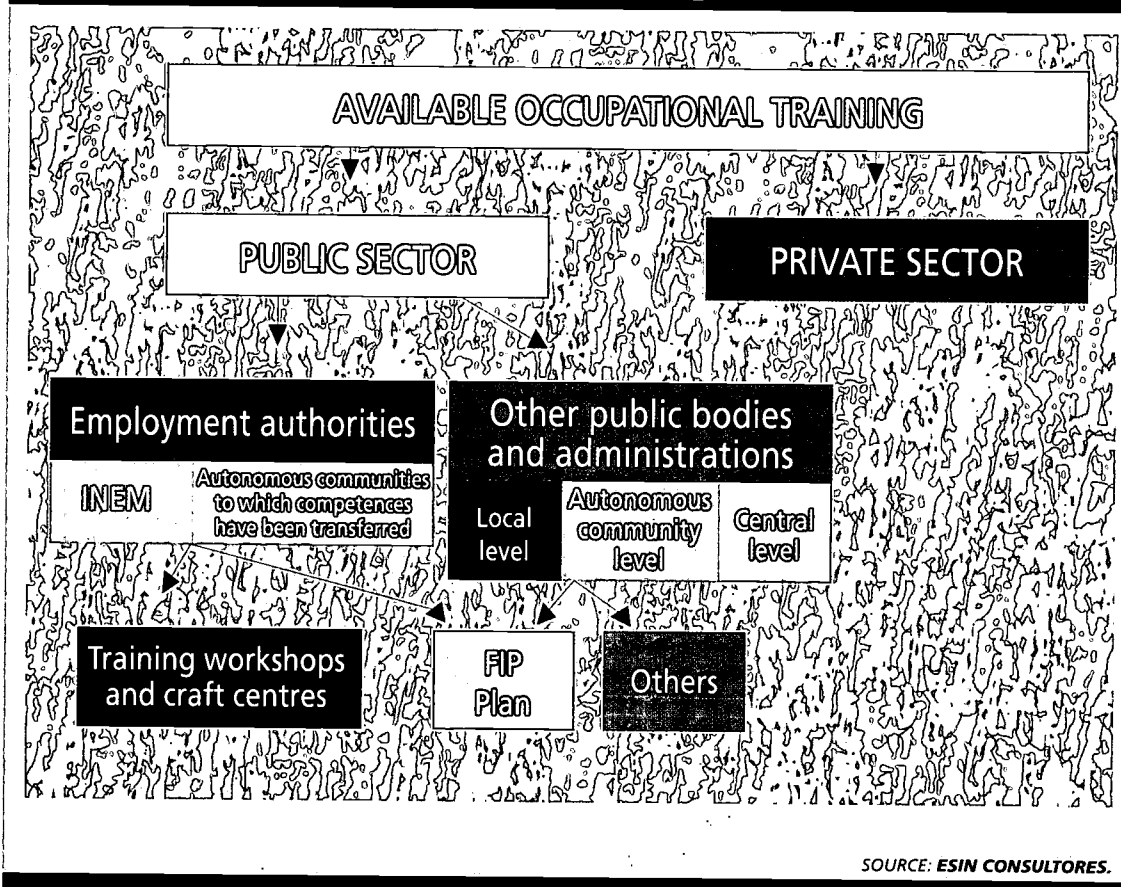 AVAILABLE OCCUPATIONAL TRAINING
PUBLIC SECTOR
PRIVATE SECTOR
Employment authorities
INEM
Autonomous communities
to which competences
have been transferred
Other public bodies
and administrations
Local
level
Autonomous
community
level
Central
level
Training workshops
and craft centres
FIP
Plan
Others
SOURCE: ESIN CONSULTORES.